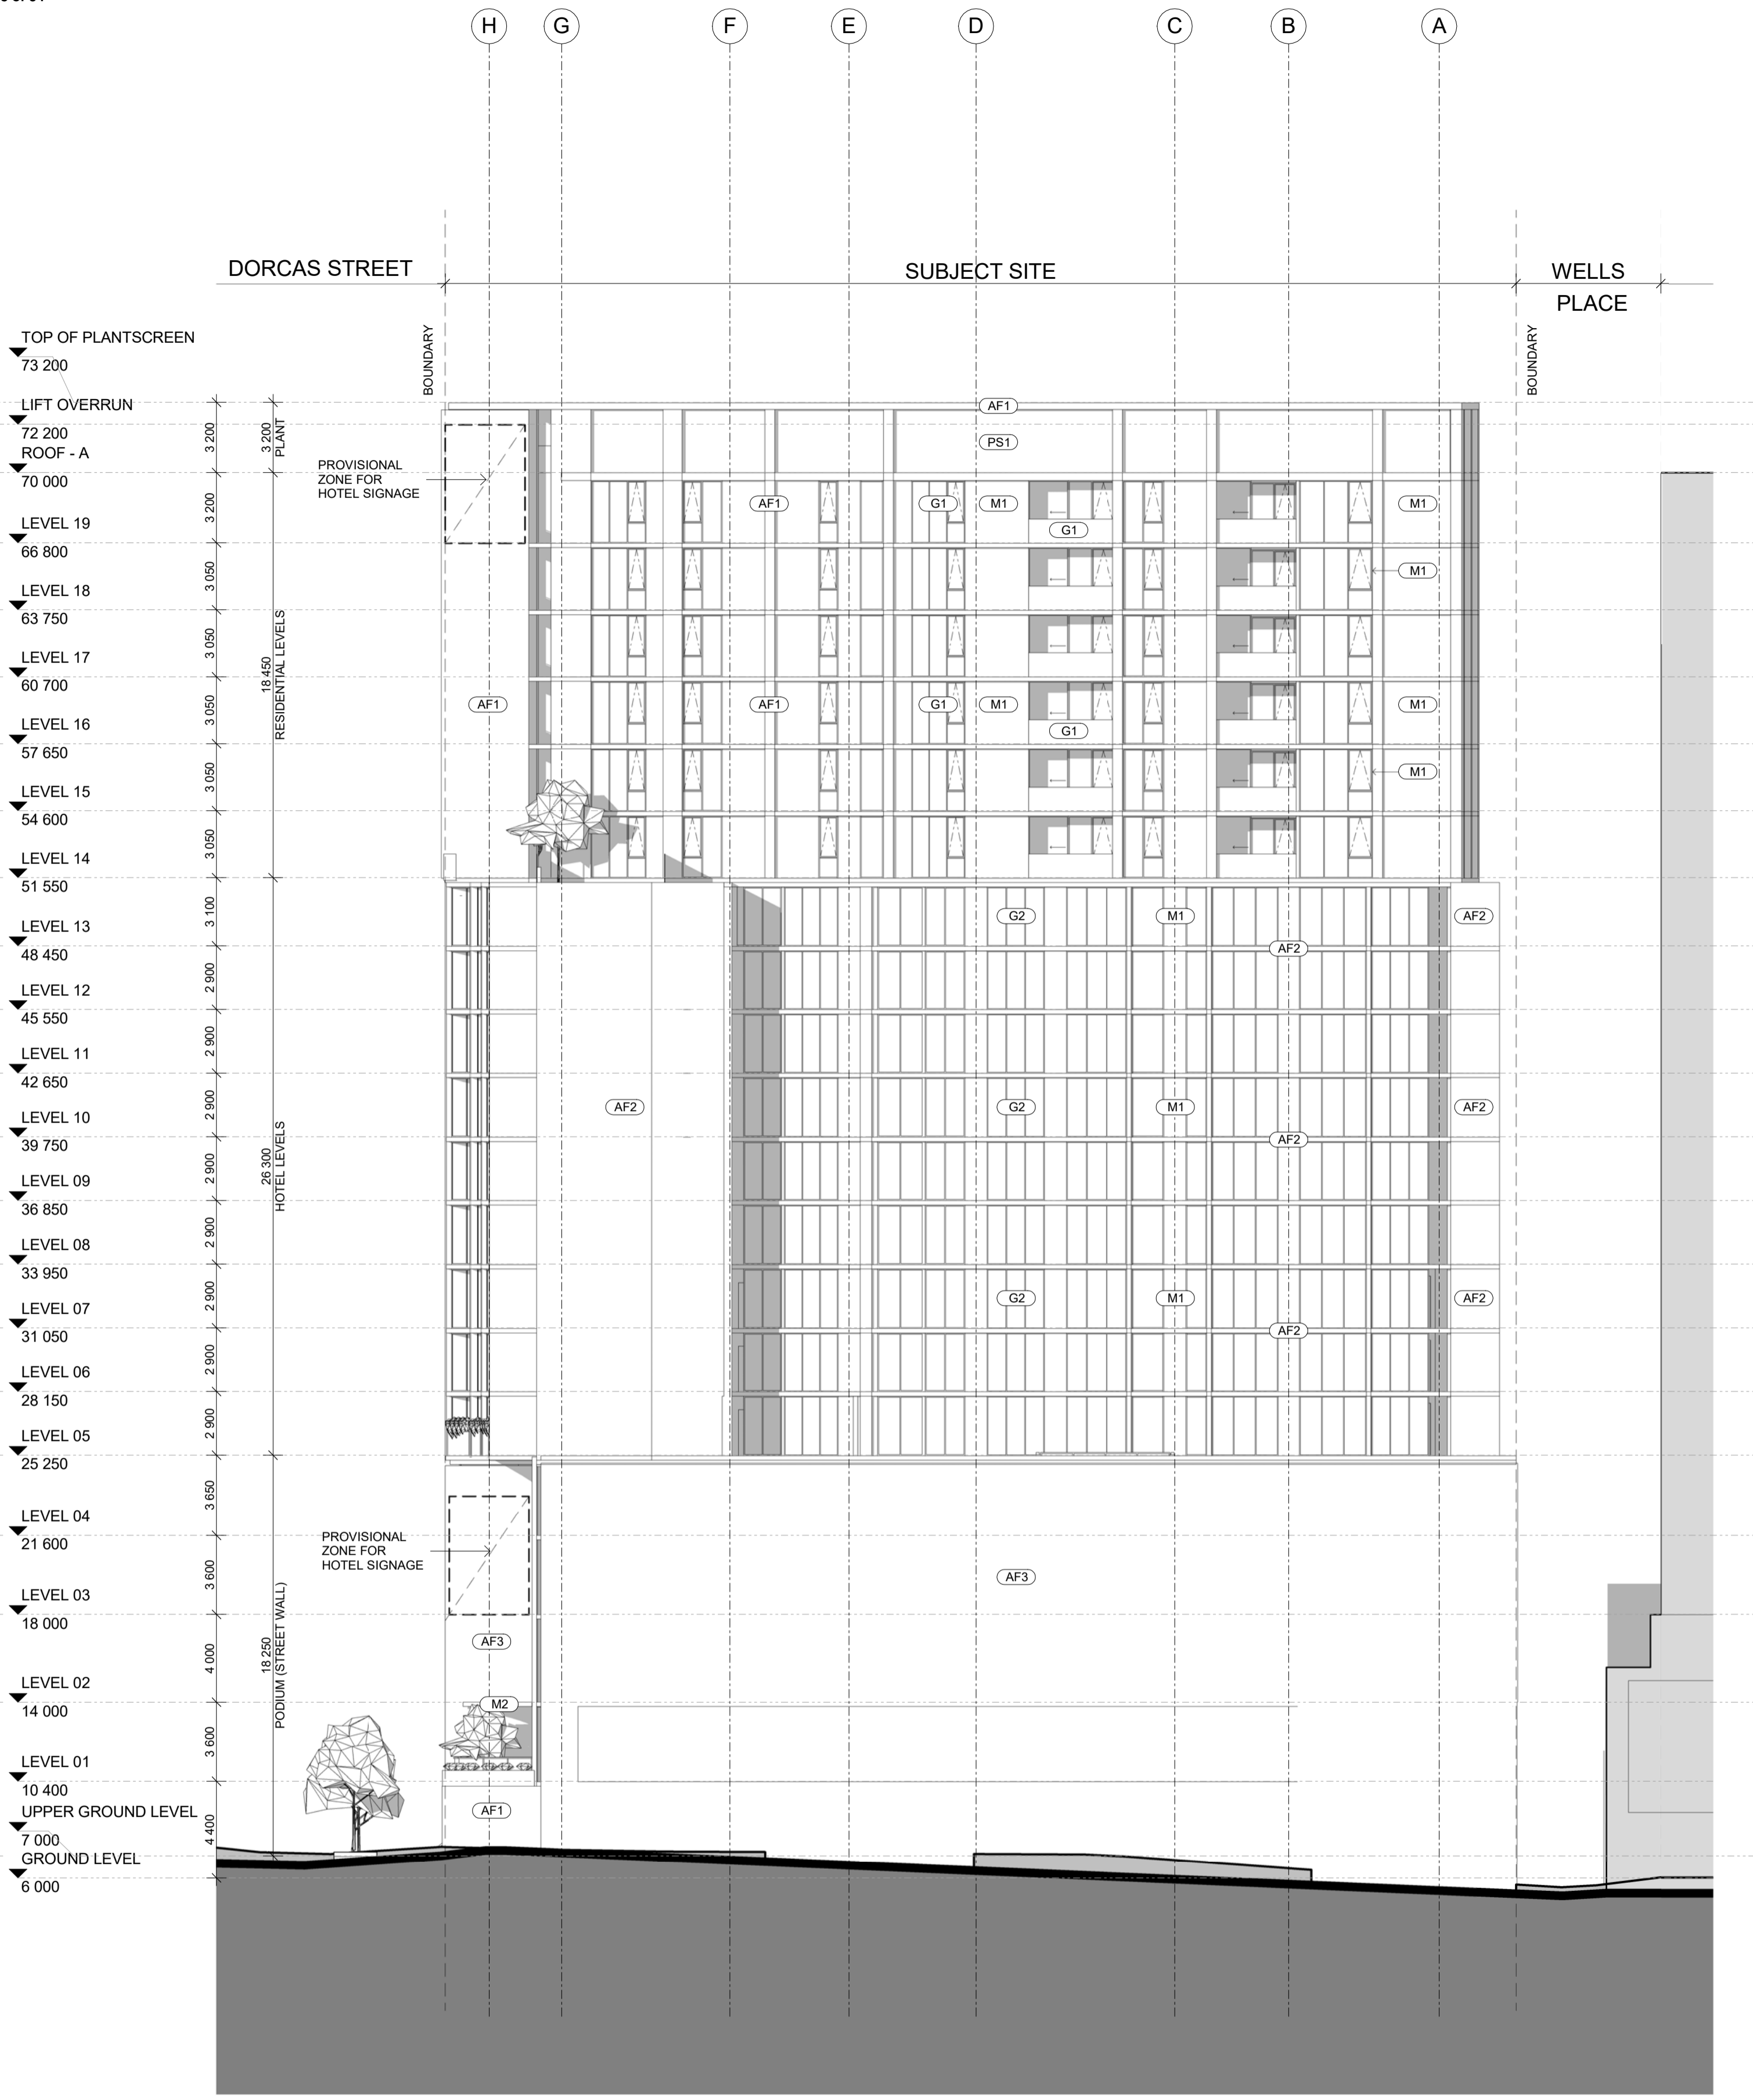 H G F E D C B A
DORCAS STREET
SUBJECT SITE
WELLS
PLACE
BOUNDARY
BOUNDARY
TOP OF PLANTSCREEN
73 200
LIFT OVERRUN
72 200
ROOF - A
70 000
LEVEL 19
66 800
LEVEL 18
63 750
LEVEL 17
60 700
LEVEL 16
57 650
LEVEL 15
54 600
LEVEL 14
51 550
LEVEL 13
48 450
LEVEL 12
45 550
LEVEL 11
42 650
LEVEL 10
39 750
LEVEL 09
36 850
LEVEL 08
33 950
LEVEL 07
31 050
LEVEL 06
28 150
LEVEL 05
25 250
LEVEL 04
21 600
LEVEL 03
18 000
LEVEL 02
14 000
LEVEL 01
10 400
UPPER GROUND LEVEL
7 000
GROUND LEVEL
6 000
3 200
3 200
3 050
3 050
3 050
3 050
3 050
3 100
2 900
2 900
2 900
2 900
2 900
2 900
2 900
2 900
3 650
3 600
4 000
3 600
4 400
3 200
PLANT
18 450
RESIDENTIAL LEVELS
26 300
HOTEL LEVELS
18 250
PODIUM (STREET WALL)
PROVISIONAL
ZONE FOR
HOTEL SIGNAGE
AF1
PS1
AF1 G1 M1 M1
G1
M1
AF1 AF1 G1 M1 M1
G1
M1
G2 M1 AF2
AF2
AF2 G2 M1 AF2
AF2
G2 M1 AF2
AF2
PROVISIONAL
ZONE FOR
HOTEL SIGNAGE
AF3
AF3
M2
AF1